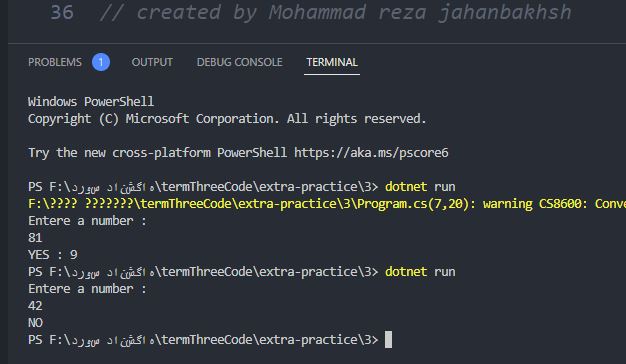 36 // created by Mohammad reza jahanbakhsh
PROBLEMS 1 OUTPUT DEBUG CONSOLE TERMINAL
Windows PowerShell
Copyright (C) Microsoft Corporation. All rights reserved.
Try the new cross-platform PowerShell https://aka.ms/pscore6
PS F:\دروس دانشگاه\termThreeCode\extra-practice\3> dotnet run
F:\???? ???????\termThreeCode\extra-practice\3\Program.cs(7,20): warning CS8600: Conve
Entere a number :
81
YES : 9
PS F:\دروس دانشگاه\termThreeCode\extra-practice\3> dotnet run
Entere a number :
42
NO
PS F:\دروس دانشگاه\termThreeCode\extra-practice\3>